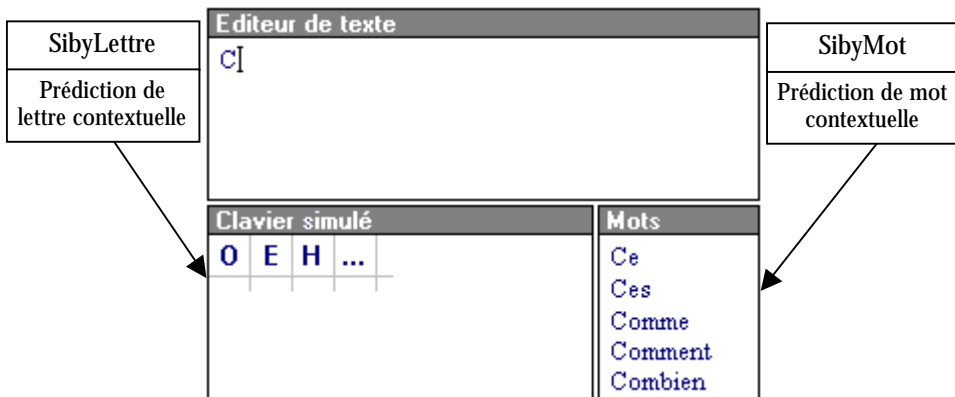 SibyLettre
Prédiction de
lettre contextuelle
Editeur de texte
C
SibyMot
Prédiction de mot
contextuelle
Clavier simulé
O E H ...
Mots
Ce
Ces
Comme
Comment
Combien